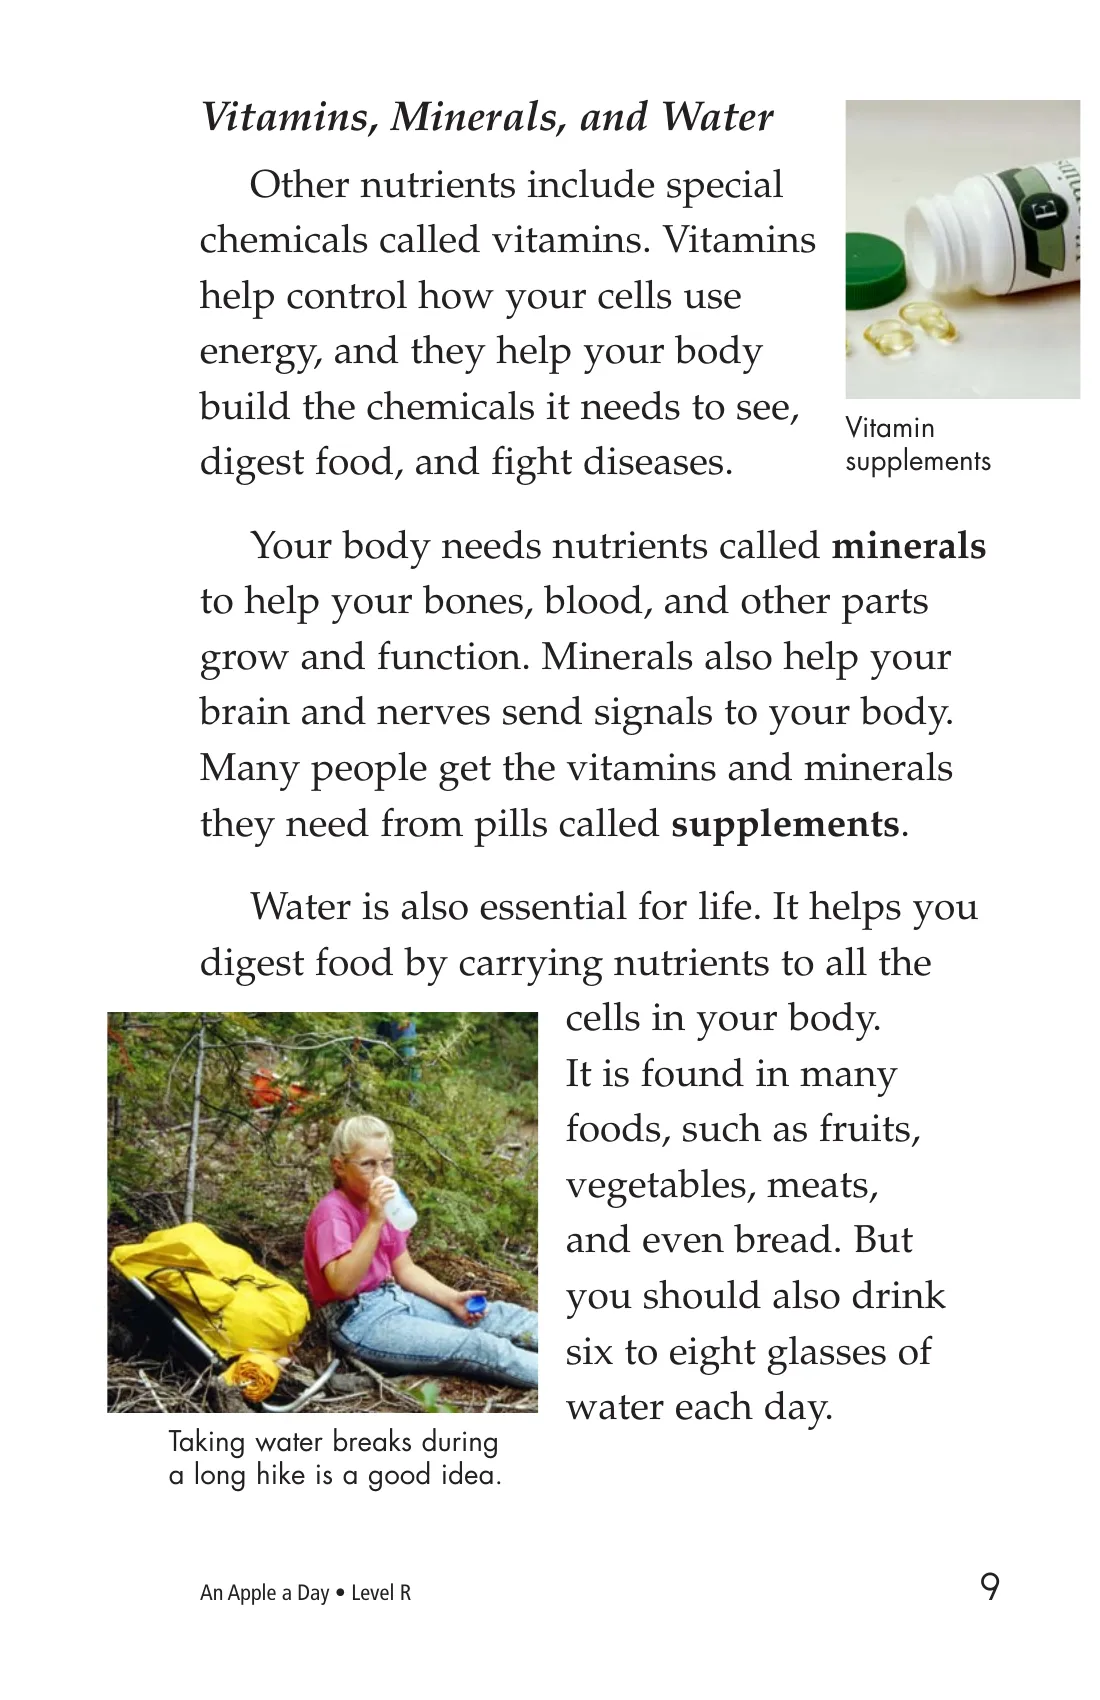 Vitamins, Minerals, and Water
Other nutrients include special
chemicals called vitamins. Vitamins
help control how your cells use
energy, and they help your body
build the chemicals it needs to see,
digest food, and fight diseases.
E
Vitamin
supplements
Your body needs nutrients called minerals
to help your bones, blood, and other parts
grow and function. Minerals also help your
brain and nerves send signals to your body.
Many people get the vitamins and minerals
they need from pills called supplements.
Water is also essential for life. It helps you
digest food by carrying nutrients to all the
cells in your body.
It is found in many
foods, such as fruits,
vegetables, meats,
and even bread. But
you should also drink
six to eight glasses of
water each day.
Taking water breaks during
a long hike is a good idea.
An Apple a Day • Level R
9